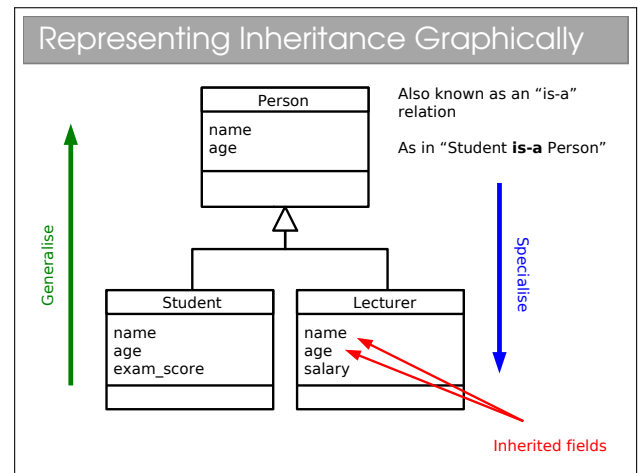 Representing Inheritance Graphically
Person
name
age
Also known as an “is-a”
relation
As in “Student is-a Person”
Generalise
Specialise
Student
name
age
exam_score
Lecturer
name
age
salary
Inherited fields